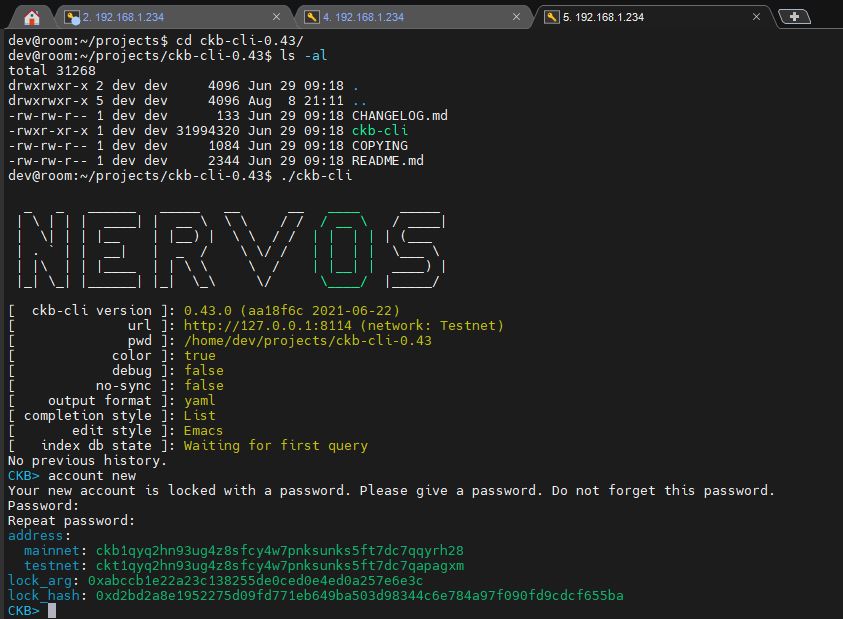 2. 192.168.1.234
4. 192.168.1.234
5. 192.168.1.234
dev@room:~/projects$ cd ckb-cli-0.43/
dev@room:~/projects/ckb-cli-0.43$ ls -al
total 31268
drwxrwxr-x 2 dev dev     4096 Jun 29 09:18 .
drwxrwxr-x 5 dev dev     4096 Aug  8 21:11 ..
-rw-rw-r-- 1 dev dev      133 Jun 29 09:18 CHANGELOG.md
-rwxr-xr-x 1 dev dev 31994320 Jun 29 09:18 ckb-cli
-rw-rw-r-- 1 dev dev     1084 Jun 29 09:18 COPYING
-rw-rw-r-- 1 dev dev     2344 Jun 29 09:18 README.md
dev@room:~/projects/ckb-cli-0.43$ ./ckb-cli
NERVOS
[  ckb-cli version ]: 0.43.0 (aa18f6c 2021-06-22)
[              url ]: http://127.0.0.1:8114 (network: Testnet)
[              pwd ]: /home/dev/projects/ckb-cli-0.43
[            color ]: true
[            debug ]: false
[          no-sync ]: false
[    output format ]: yaml
[ completion style ]: List
[       edit style ]: Emacs
[   index db state ]: Waiting for first query
No previous history.
CKB> account new
Your new account is locked with a password. Please give a password. Do not forget this password.
Password:
Repeat password:
address:
  mainnet: ckb1qyq2hn93ug4z8sfcy4w7pnksunks5ft7dc7qqyrh28
  testnet: ckt1qyq2hn93ug4z8sfcy4w7pnksunks5ft7dc7qapagxm
lock_arg: 0xabccb1e22a23c138255de0ced0e4ed0a257e6e3c
lock_hash: 0xd2bd2a8e1952275d09fd771eb649ba503d98344c6e784a97f090fd9cdcf655ba
CKB>